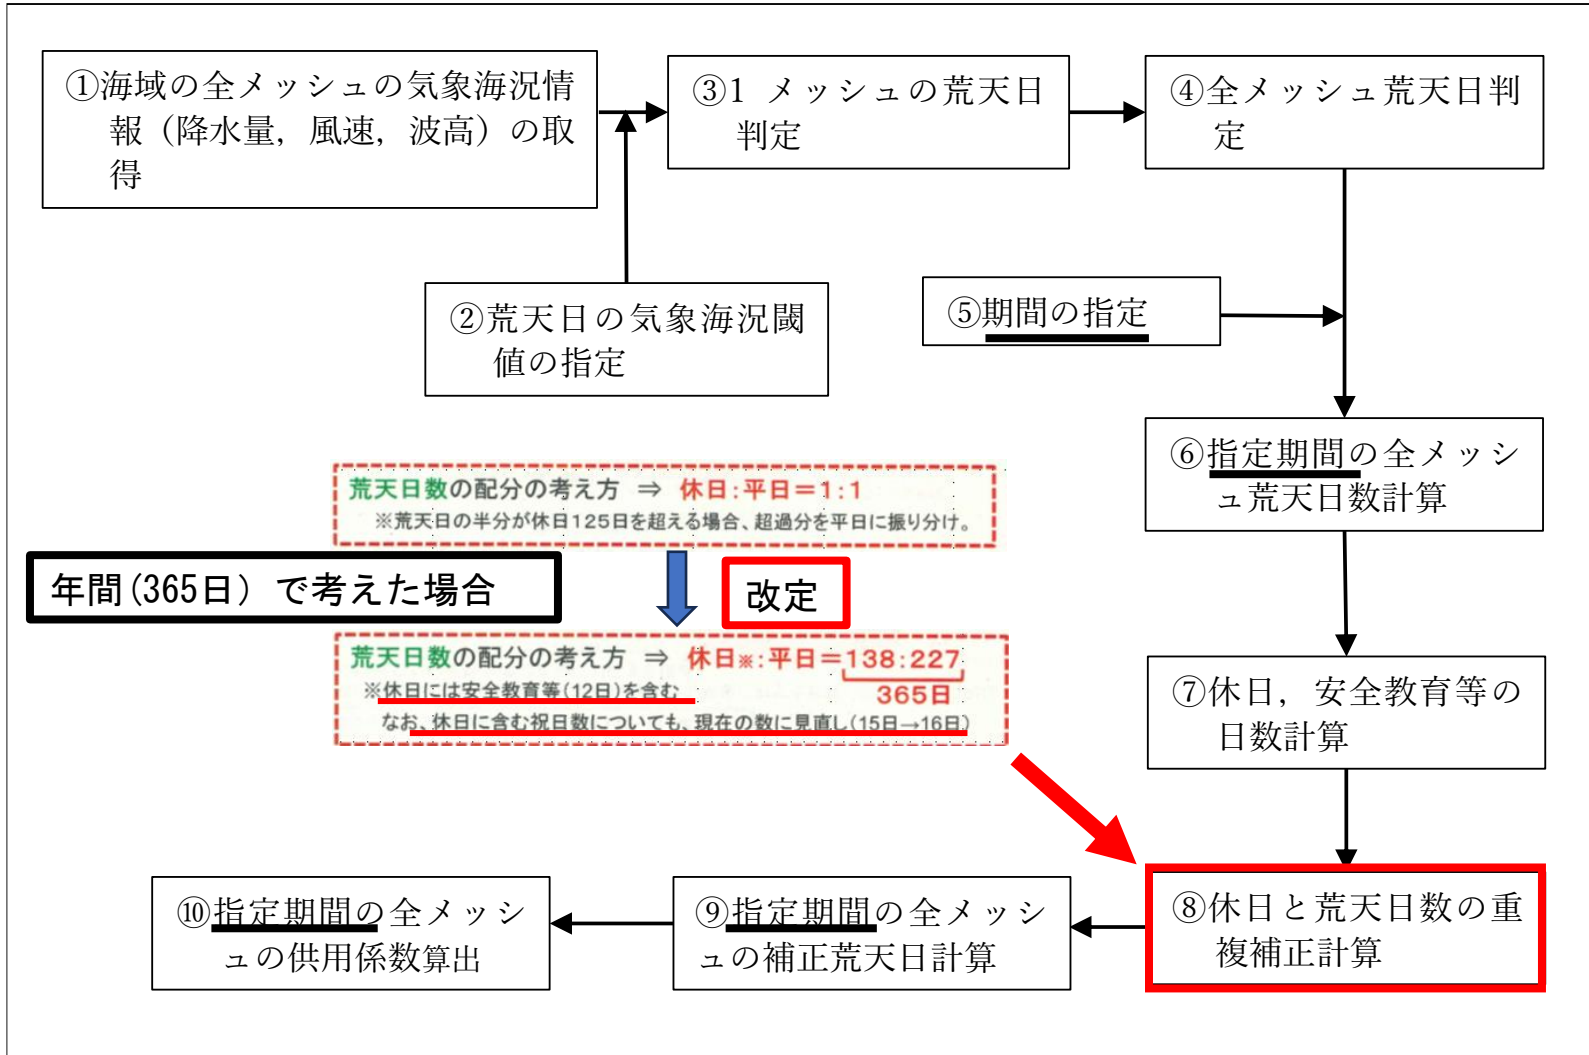 ①海域の全メッシュの気象海況情
報（降水量，風速，波高）の取
得
③1 メッシュの荒天日
判定
④全メッシュ荒天日判
定
②荒天日の気象海況閾
値の指定
⑤期間の指定
⑥指定期間の全メッシ
ュ荒天日数計算
荒天日数の配分の考え方 ⇒ 休日:平日＝1:1
※荒天日の半分が休日125日を超える場合、超過分を平日に振り分け。
年間(365日）で考えた場合
改定
荒天日数の配分の考え方 ⇒ 休日※:平日＝138:227
365日
※休日には安全教育等(12日)を含む
なお、休日に含む祝日数についても、現在の数に見直し(15日→16日)
⑦休日，安全教育等の
日数計算
⑧休日と荒天日数の重
複補正計算
⑨指定期間の全メッシ
ュの補正荒天日計算
⑩指定期間の全メッシ
ュの供用係数算出